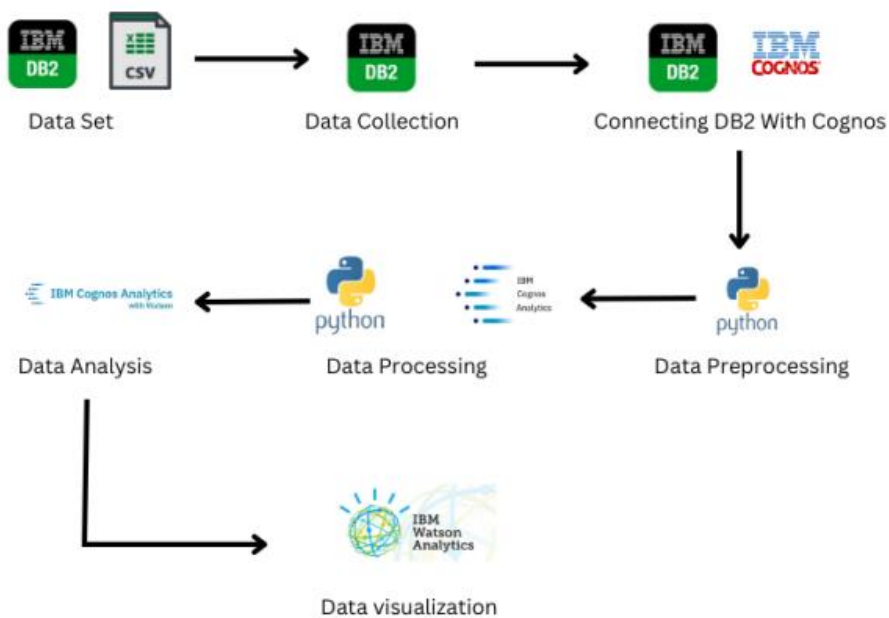 IBM
DB2
CSV
IBM
DB2
IBM
DB2
IBM
COGNOS
Data Set
Data Collection
Connecting DB2 With Cognos
IBM Cognos Analytics
with Watson
python
IBM
Cognos
Analytics
python
Data Analysis
Data Processing
Data Preprocessing
IBM
Watson
Analytics
Data visualization